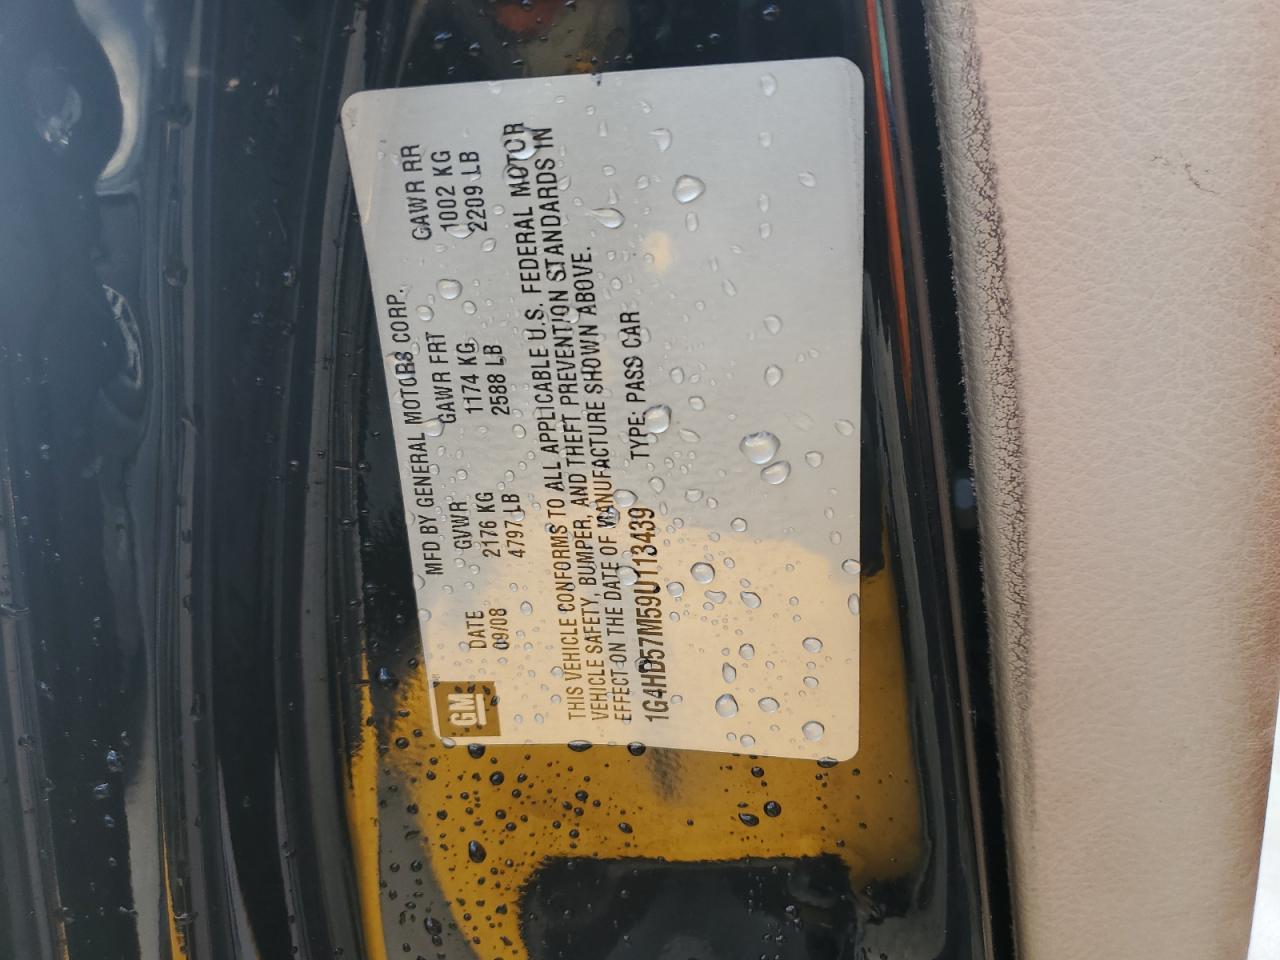 MFD BY GENERAL MOTORS CORP.
GM DATE GVWR GAWR FRT GAWR RR
09/08 2176 KG 1174 KG 1002 KG
4797 LB 2588 LB 2209 LB
THIS VEHICLE CONFORMS TO ALL APPLICABLE U.S. FEDERAL MOTOR
VEHICLE SAFETY, BUMPER, AND THEFT PREVENTION STANDARDS IN
EFFECT ON THE DATE OF MANUFACTURE SHOWN ABOVE.
1G4HD57M59U113439 TYPE: PASS CAR